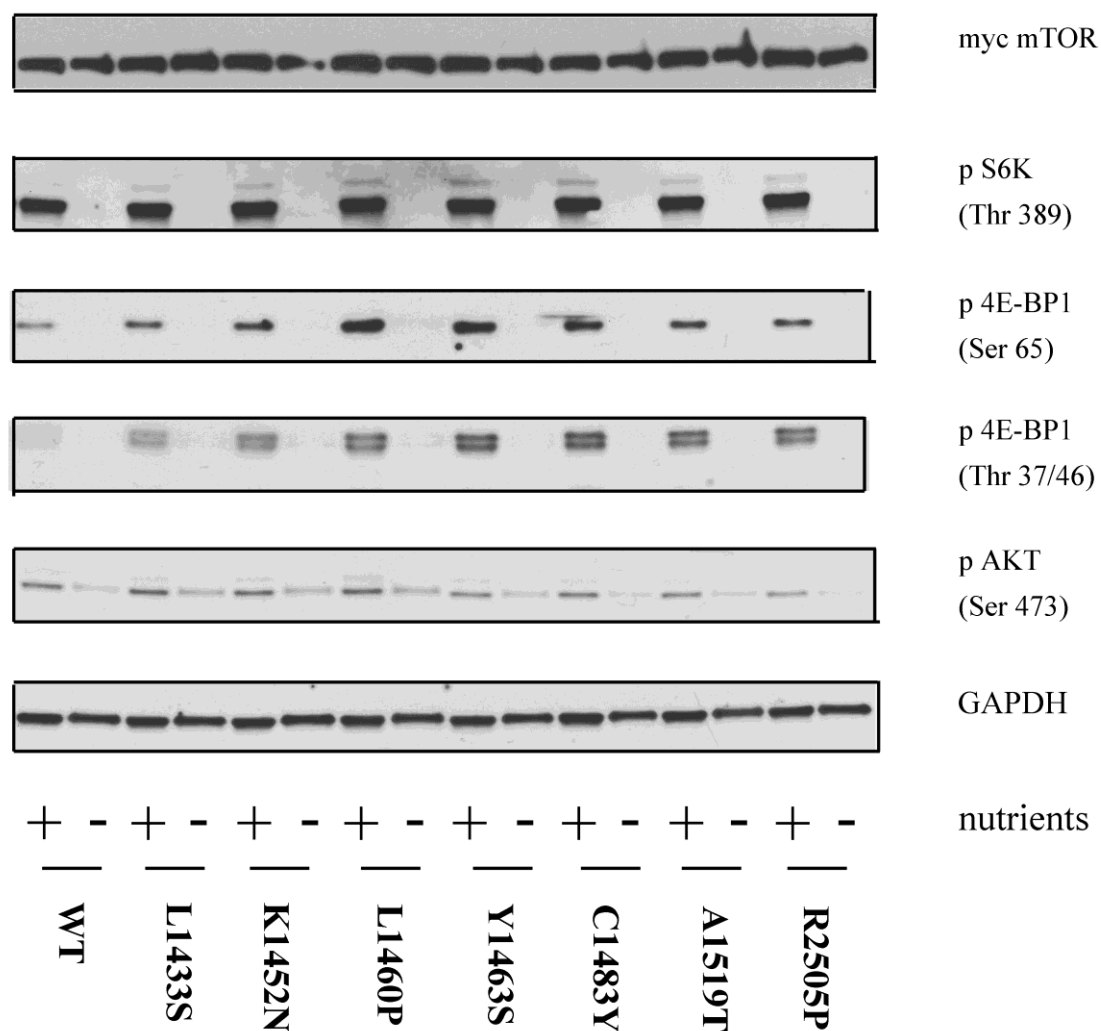 myc mTOR
p S6K
(Thr 389)
p 4E-BP1
(Ser 65)
p 4E-BP1
(Thr 37/46)
p AKT
(Ser 473)
GAPDH
+ - + - + - + - + - + - + - + - nutrients
WT
L1433S
K1452N
L1460P
Y1463S
C1483Y
A1519T
R2505P